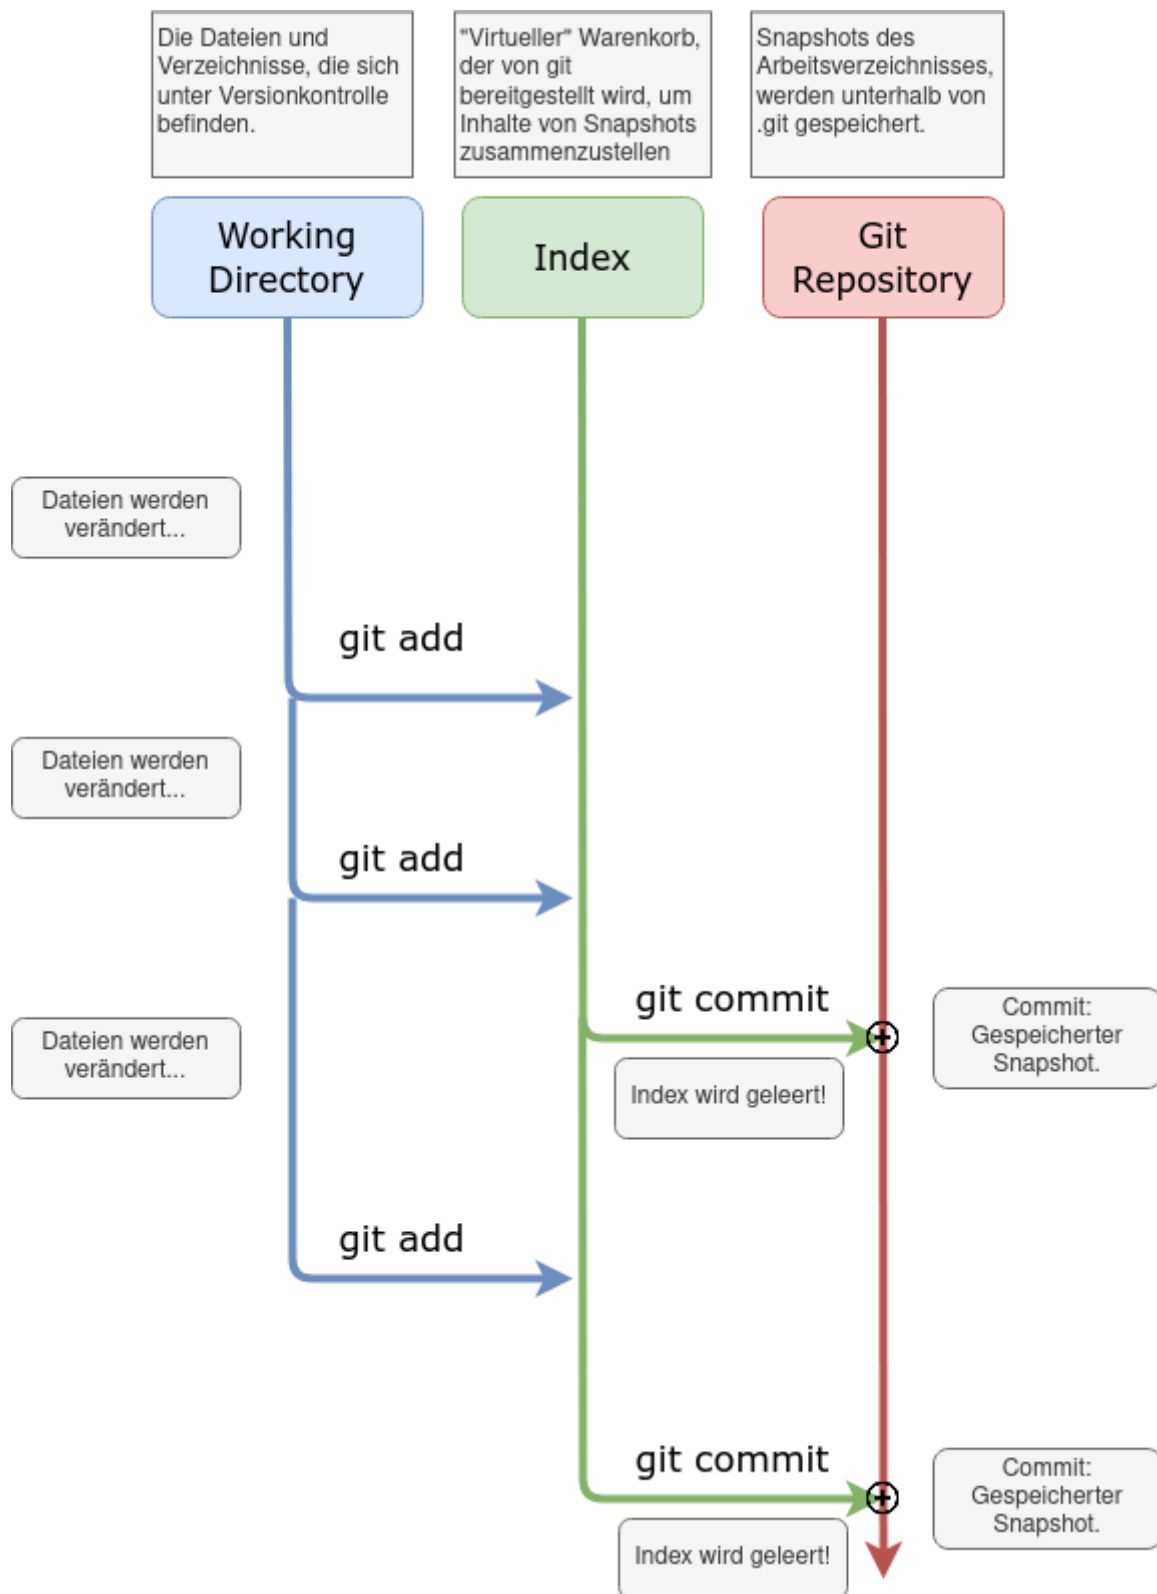 Die Dateien und
Verzeichnisse, die sich
unter Versionkontrolle
befinden.
"Virtueller" Warenkorb,
der von git
bereitgestellt wird, um
Inhalte von Snapshots
zusammenzustellen
Snapshots des
Arbeitsverzeichnisses,
werden unterhalb von
.git gespeichert.
Working
Directory
Index
Git
Repository
Dateien werden
verändert...
git add
Dateien werden
verändert...
git add
git commit
Commit:
Gespeicherter
Snapshot.
Dateien werden
verändert...
Index wird geleert!
git add
git commit
Commit:
Gespeicherter
Snapshot.
Index wird geleert!